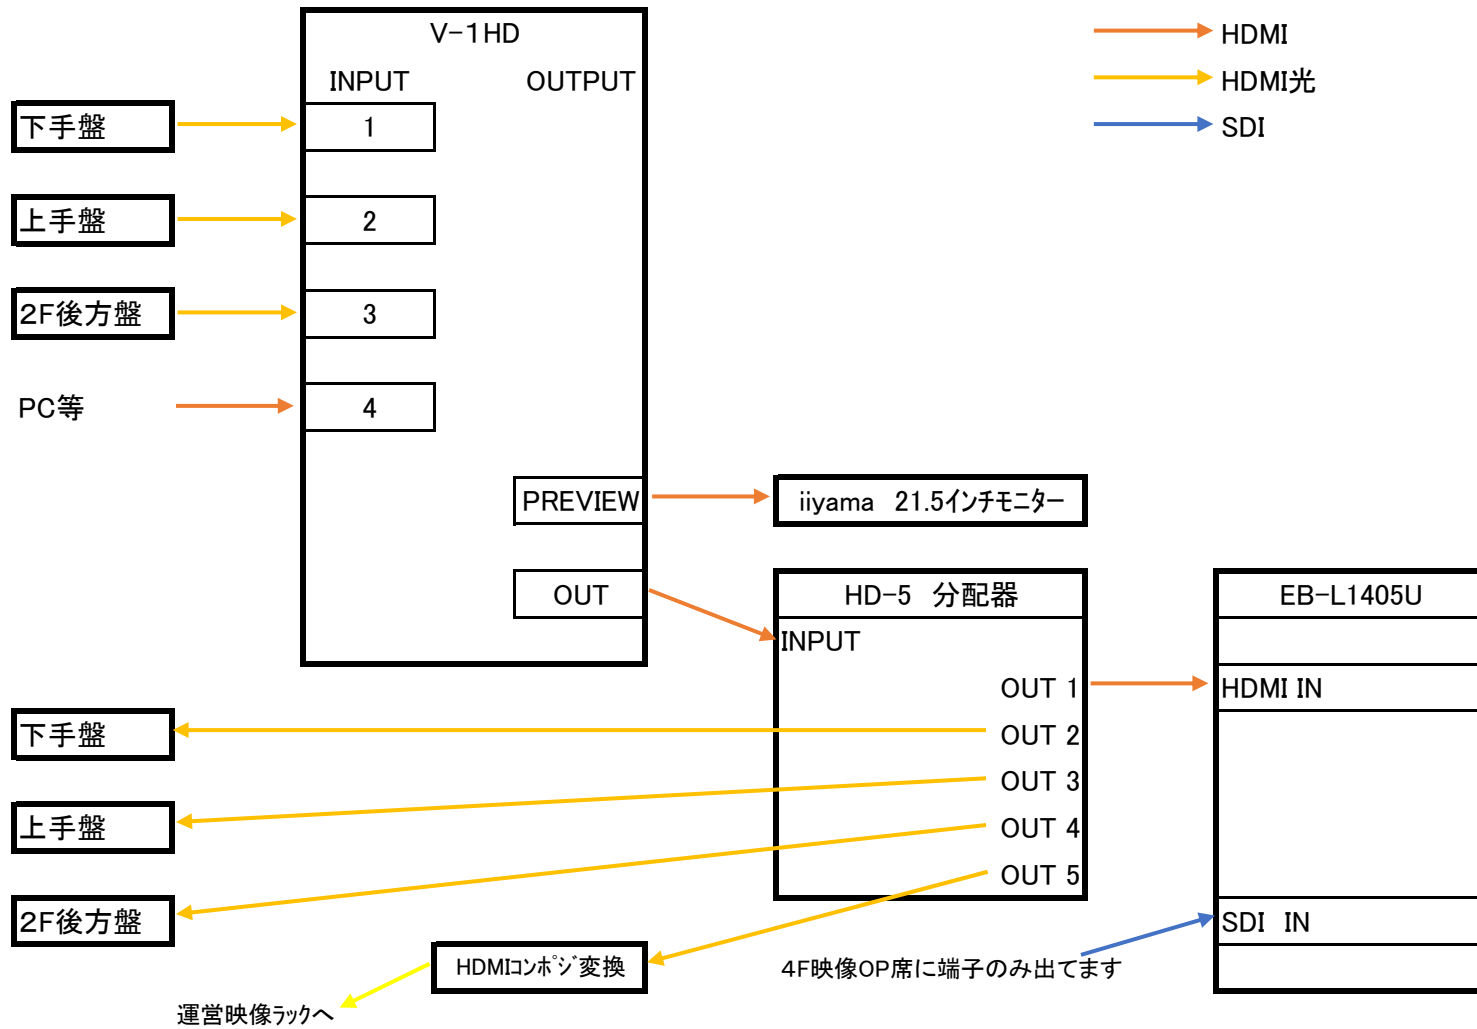 V-1HD
INPUT
OUTPUT
HDMI
HDMI光
SDI
下手盤
1
上手盤
2
2F後方盤
3
PC等
4
PREVIEW
iiyama 21.5インチモニター
OUT
HD-5 分配器
EB-L1405U
INPUT
OUT 1
HDMI IN
下手盤
OUT 2
OUT 3
上手盤
OUT 4
OUT 5
2F後方盤
SDI IN
HDMIコンポジ変換
4F映像OP席に端子のみ出てます
運営映像ラックへ